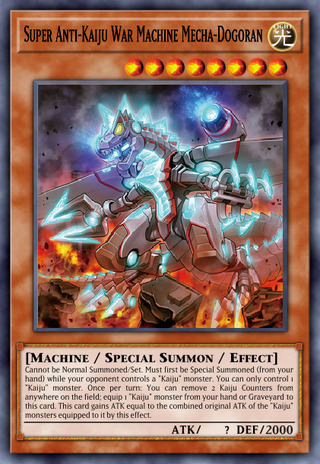 Super Anti-Kaiju War Machine Mecha-Dogoran
LIGHT
光
[Machine / Special Summon / Effect]
Cannot be Normal Summoned/Set. Must first be Special Summoned (from
your hand) while your opponent controls a "Kaiju" monster. You can only control 1
"Kaiju" monster. Once per turn: You can remove 2 Kaiju Counters from
anywhere on the field; equip 1 "Kaiju" monster from your hand or Graveyard to
this card. This card gains ATK equal to the combined original ATK of the "Kaiju"
monsters equipped to it by this effect.
ATK/ ? DEF/2000